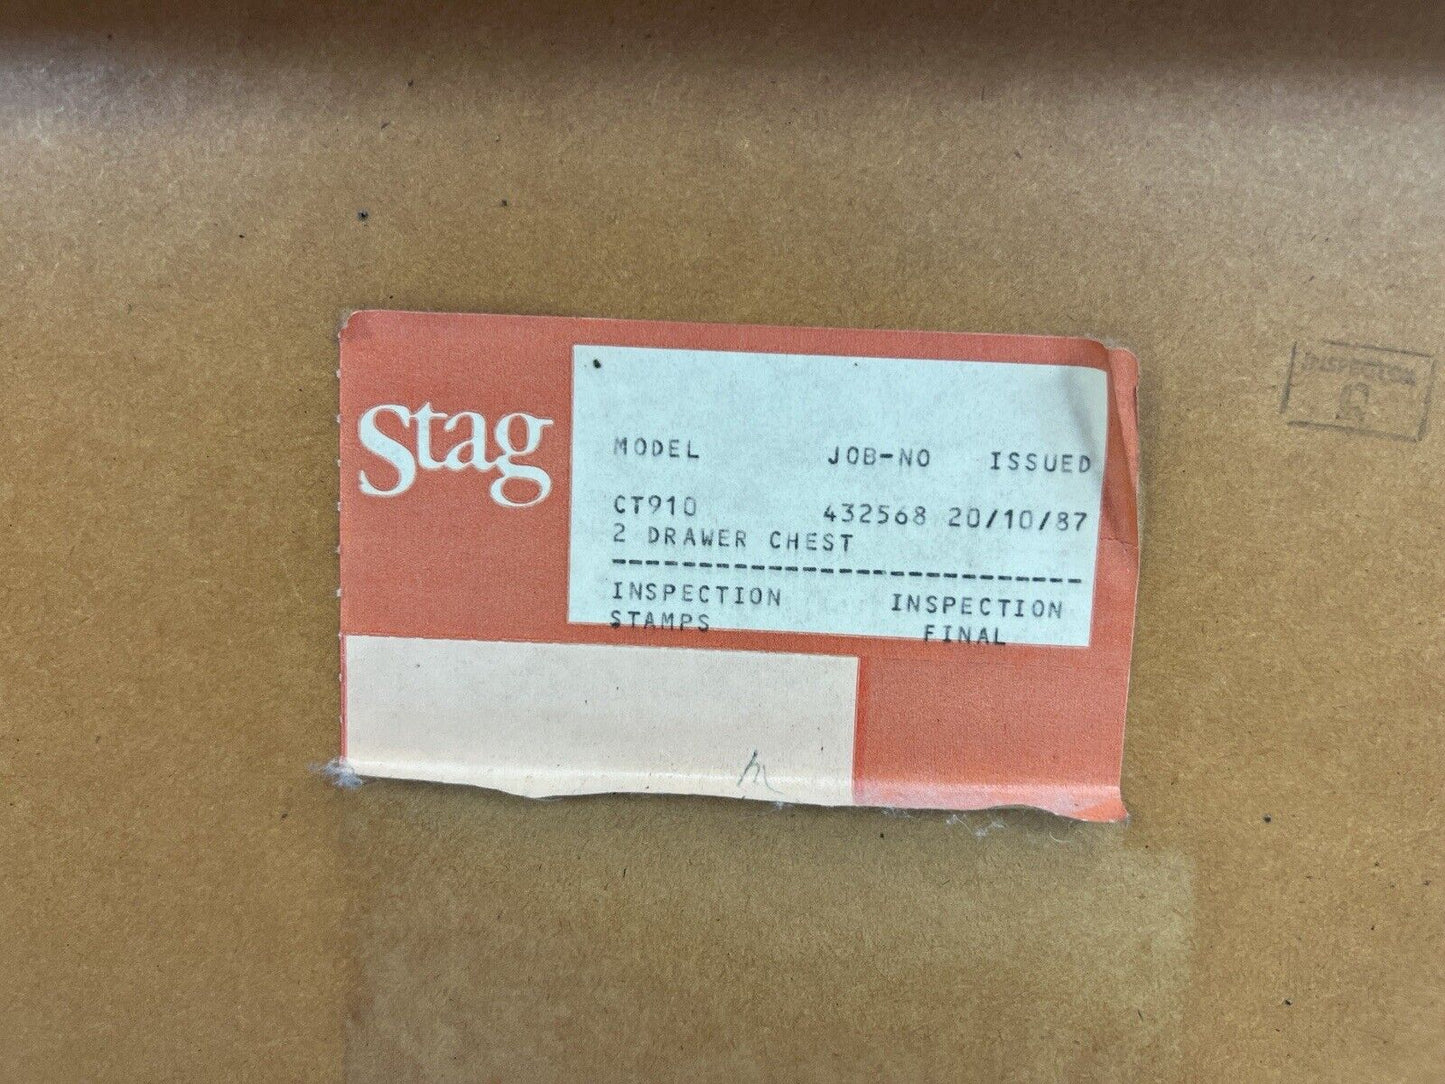 Stag
MODEL JOB-NO ISSUED
CT910 432568 20/10/87
2 DRAWER CHEST
INSPECTION INSPECTION
STAMPS FINAL